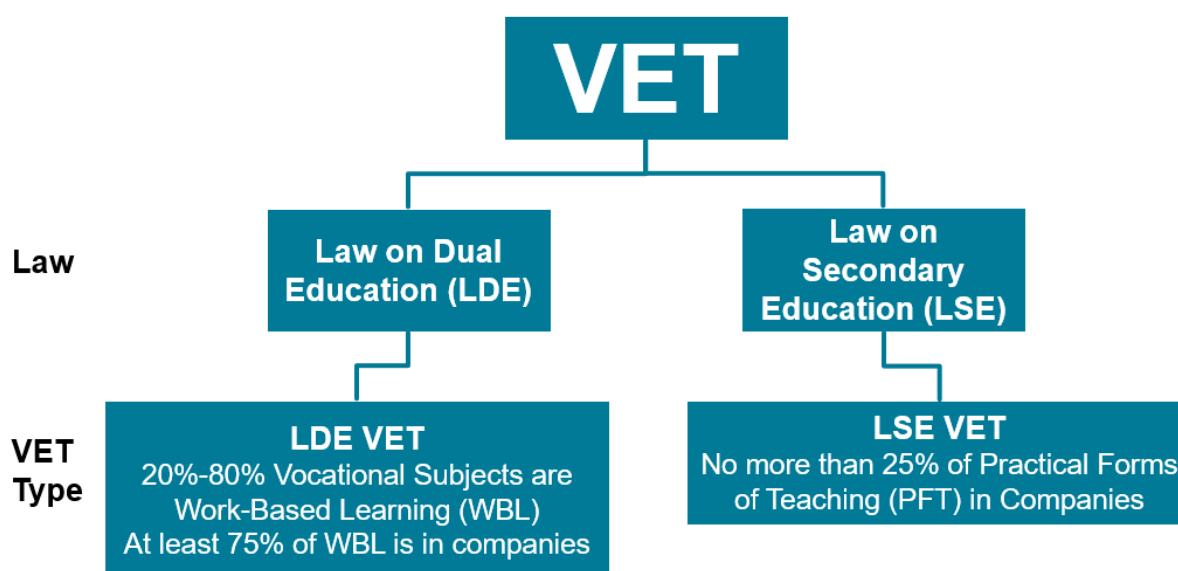 VET
Law
Law on Dual
Education (LDE)
Law on
Secondary
Education (LSE)
VET
Type
LDE VET
20%-80% Vocational Subjects are
Work-Based Learning (WBL)
At least 75% of WBL is in companies
LSE VET
No more than 25% of Practical Forms
of Teaching (PFT) in Companies